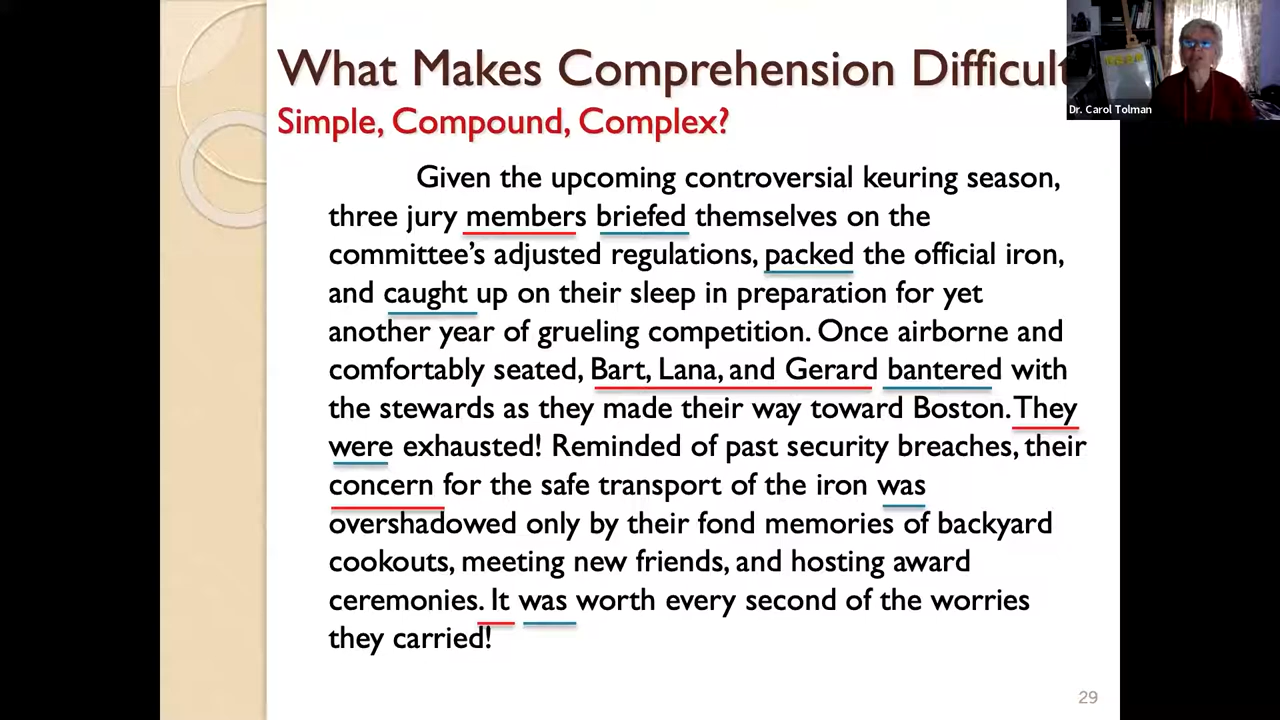 What Makes Comprehension Difficult
Dr. Carol Tolman
Simple, Compound, Complex?
Given the upcoming controversial keuring season,
three jury members briefed themselves on the
committee's adjusted regulations, packed the official iron,
and caught up on their sleep in preparation for yet
another year of grueling competition. Once airborne and
comfortably seated, Bart, Lana, and Gerard bantered with
the stewards as they made their way toward Boston. They
were exhausted! Reminded of past security breaches, their
concern for the safe transport of the iron was
overshadowed only by their fond memories of backyard
cookouts, meeting new friends, and hosting award
ceremonies. It was worth every second of the worries
they carried!
29